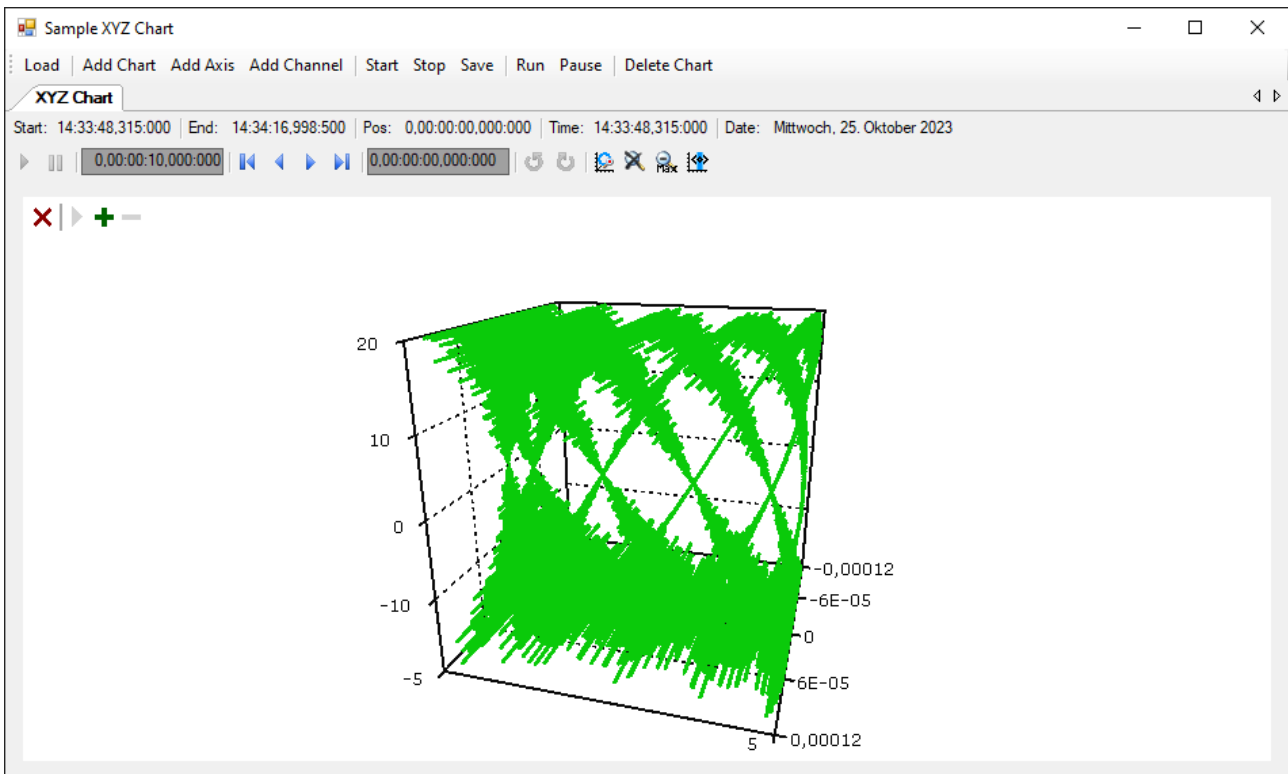 Sample XYZ Chart
Load Add Chart Add Axis Add Channel Start Stop Save Run Pause Delete Chart
XYZ Chart
Start: 14:33:48,315:000 End: 14:34:16,998:500 Pos: 0,00:00:00,000:000 Time: 14:33:48,315:000 Date: Mittwoch, 25. Oktober 2023
0,00:00:10,000:000 0,00:00:00,000:000 Max
20
10
0
-10
-5
-0,00012
-6E-05
0
6E-05
5 0,00012